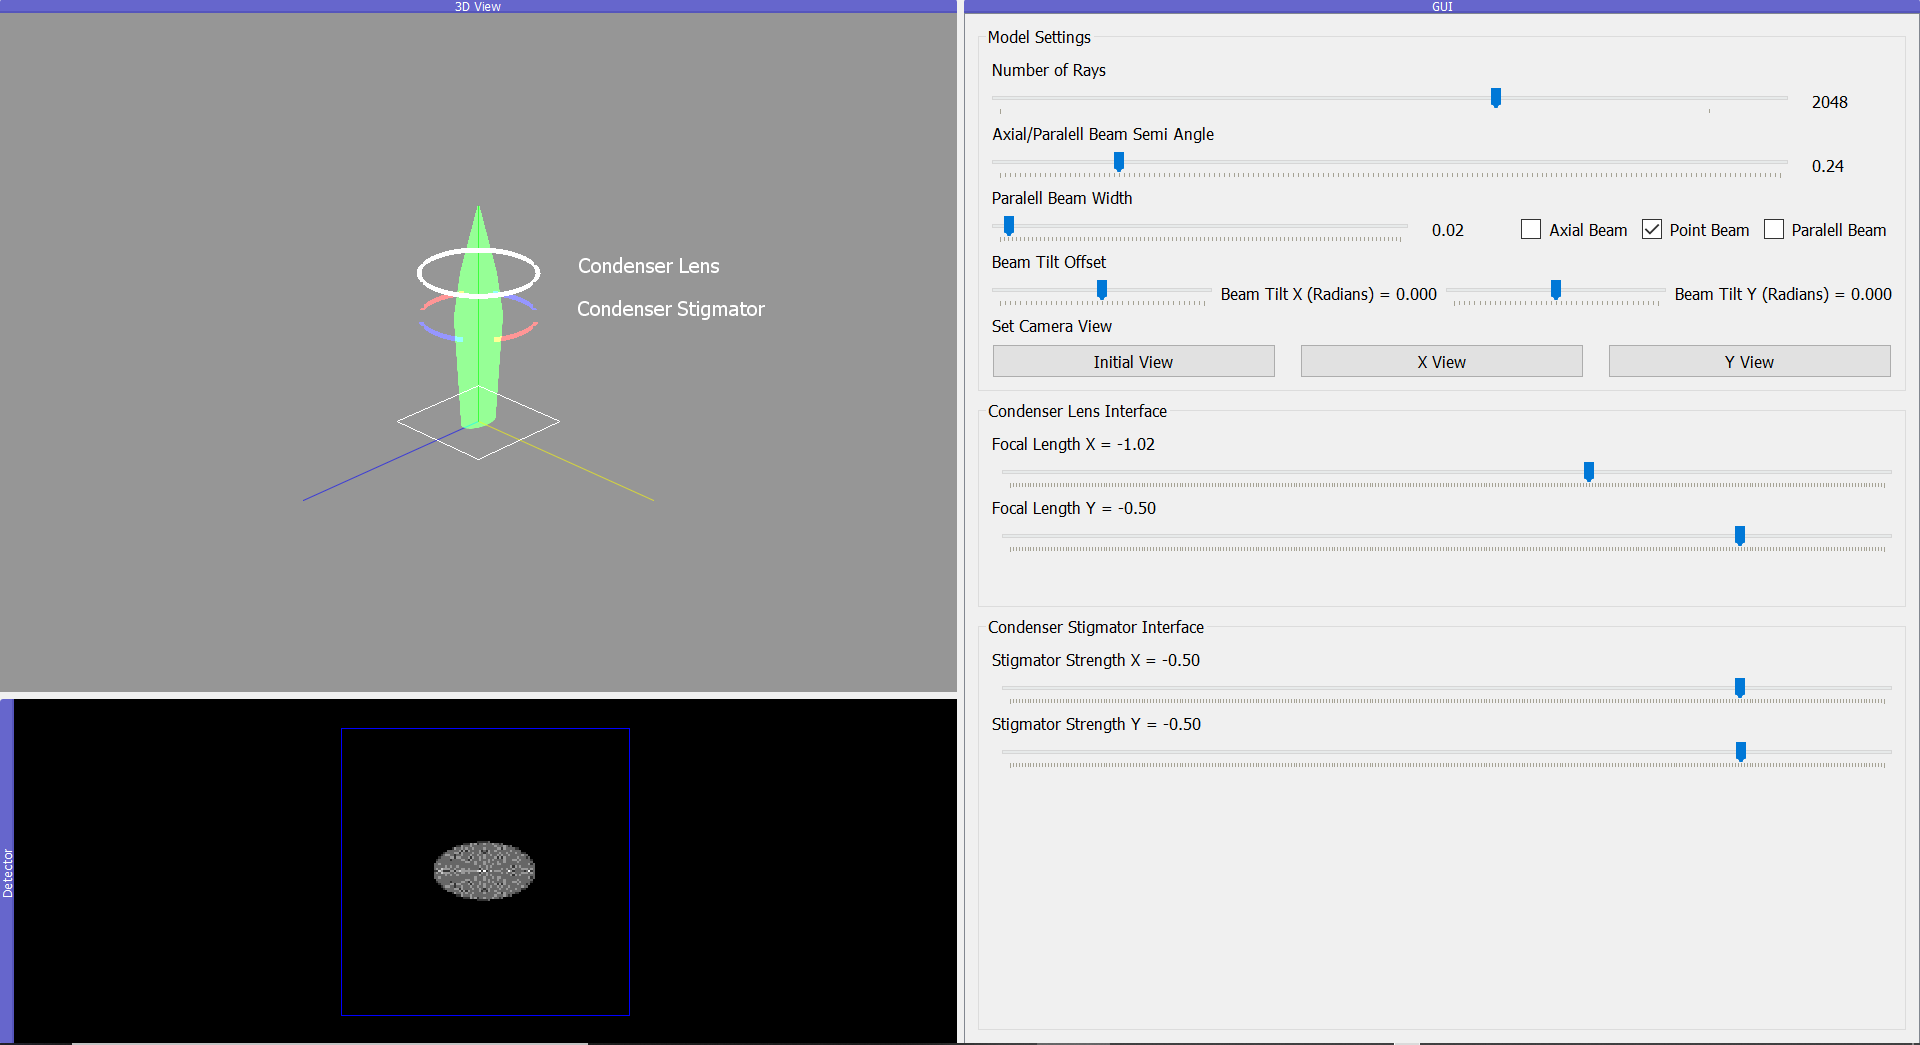 3D View
Condenser Lens
Condenser Stigmator
Detector
GUI
Model Settings
Number of Rays
2048
Axial/Paralell Beam Semi Angle
0.24
Paralell Beam Width
0.02
Axial Beam
Point Beam
Paralell Beam
Beam Tilt Offset
Beam Tilt X (Radians) = 0.000
Beam Tilt Y (Radians) = 0.000
Set Camera View
Initial View
X View
Y View
Condenser Lens Interface
Focal Length X = -1.02
Focal Length Y = -0.50
Condenser Stigmator Interface
Stigmator Strength X = -0.50
Stigmator Strength Y = -0.50